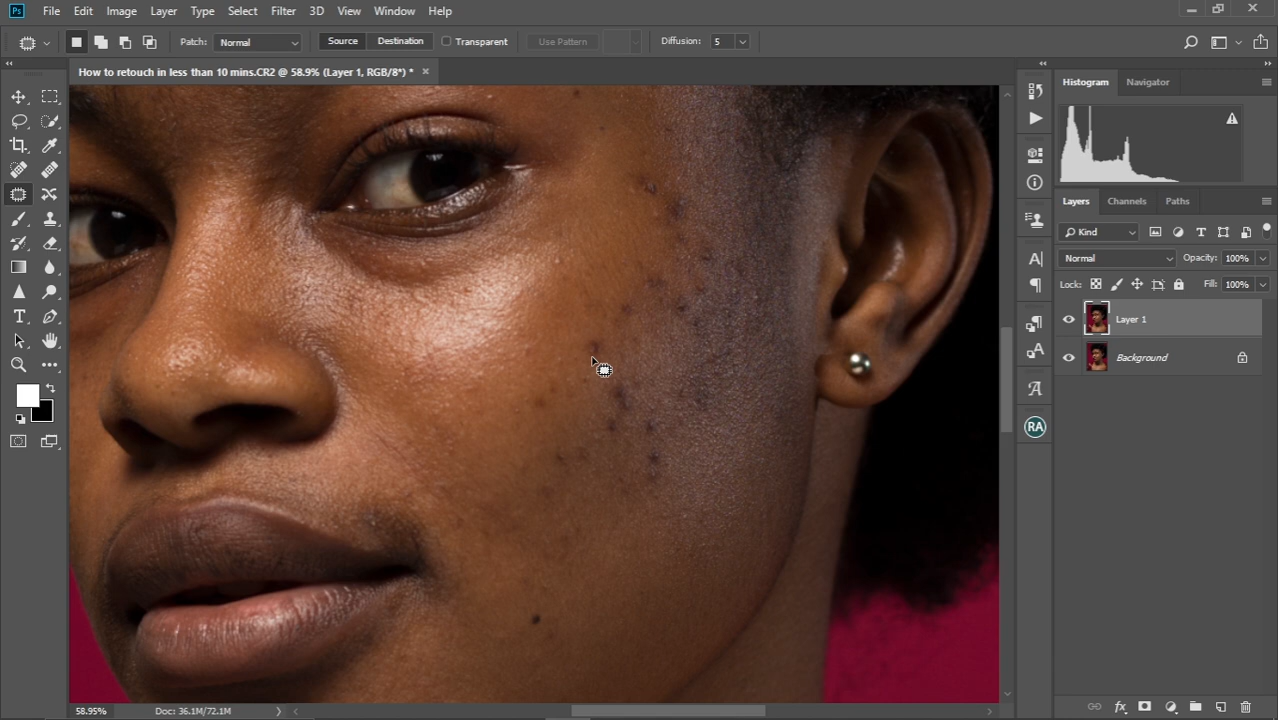 Ps File Edit Image Layer Type Select Filter 3D View Window Help
Patch: Normal Source Destination Transparent Use Pattern Diffusion: 5
How to retouch in less than 10 mins.CR2 @ 58.9% (Layer 1, RGB/8*) * ×
Histogram Navigator
Layers Channels Paths
Kind
Normal Opacity: 100%
Lock: Fill: 100%
Layer 1
Background
RA
58.95% Doc: 36.1M/72.1M